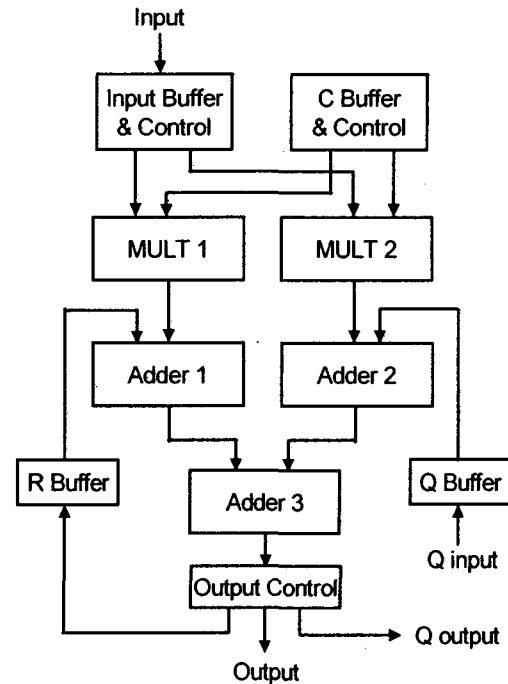 Input
Input Buffer
& Control
C Buffer
& Control
MULT 1
MULT 2
Adder 1
Adder 2
R Buffer
Adder 3
Q Buffer
Q input
Output Control
Q output
Output